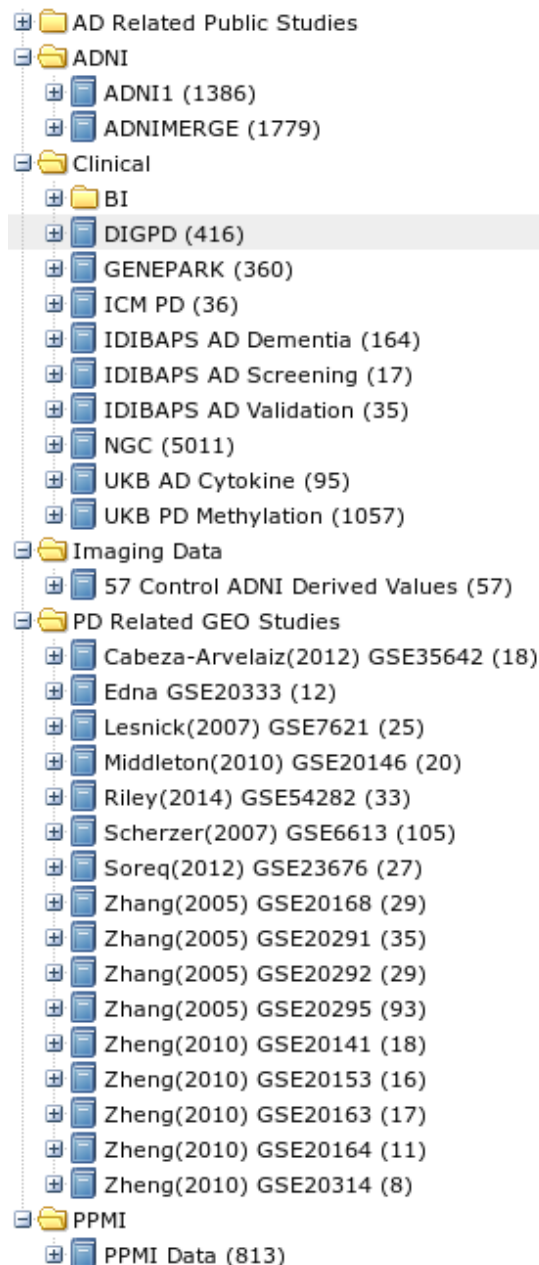 AD Related Public Studies
ADNI
ADNI1 (1386)
ADNIMERGE (1779)
Clinical
BI
DIGPD (416)
GENEPARK (360)
ICM PD (36)
IDIBAPS AD Dementia (164)
IDIBAPS AD Screening (17)
IDIBAPS AD Validation (35)
NGC (5011)
UKB AD Cytokine (95)
UKB PD Methylation (1057)
Imaging Data
57 Control ADNI Derived Values (57)
PD Related GEO Studies
Cabeza-Arvelaiz(2012) GSE35642 (18)
Edna GSE20333 (12)
Lesnick(2007) GSE7621 (25)
Middleton(2010) GSE20146 (20)
Riley(2014) GSE54282 (33)
Scherzer(2007) GSE6613 (105)
Soreq(2012) GSE23676 (27)
Zhang(2005) GSE20168 (29)
Zhang(2005) GSE20291 (35)
Zhang(2005) GSE20292 (29)
Zhang(2005) GSE20295 (93)
Zheng(2010) GSE20141 (18)
Zheng(2010) GSE20153 (16)
Zheng(2010) GSE20163 (17)
Zheng(2010) GSE20164 (11)
Zheng(2010) GSE20314 (8)
PPMI
PPMI Data (813)